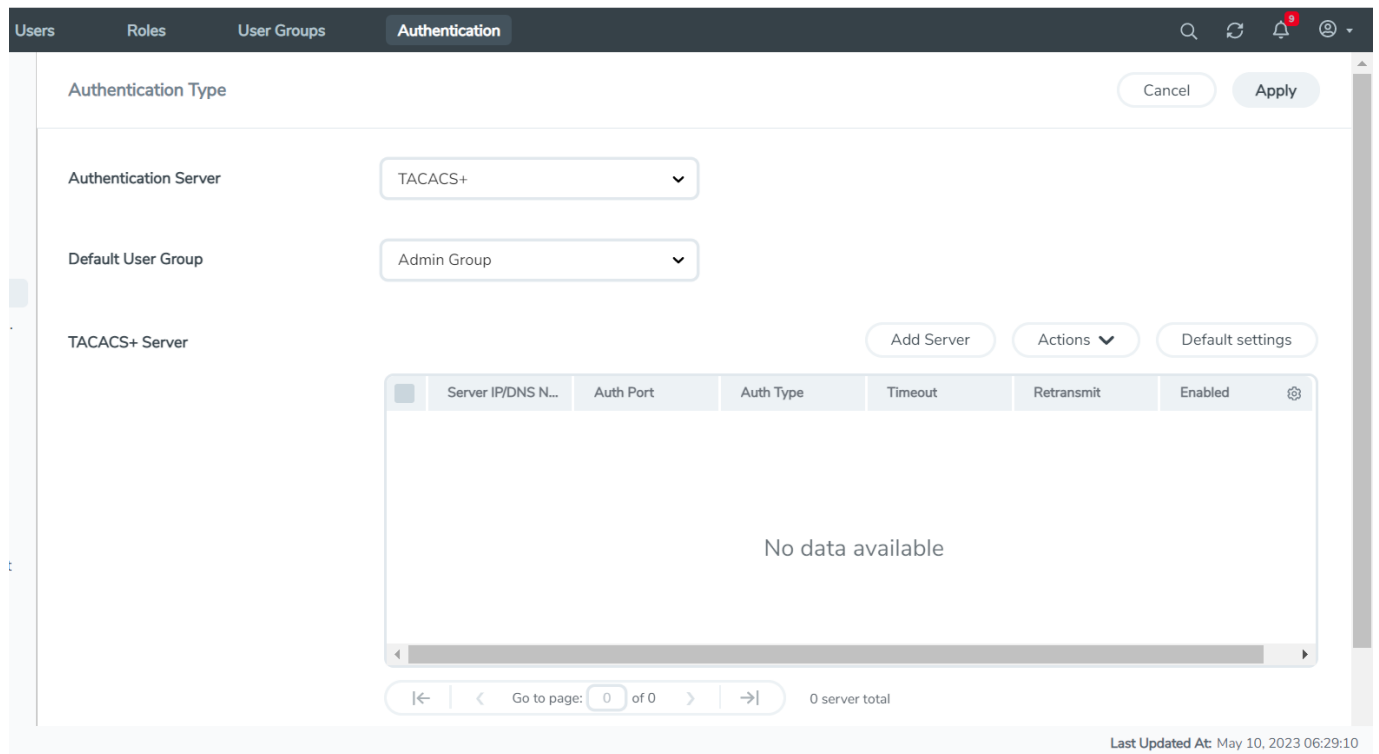 Users Roles User Groups Authentication 9
Authentication Type Cancel Apply
Authentication Server TACACS+
Default User Group Admin Group
TACACS+ Server Add Server Actions Default settings
Server IP/DNS N... Auth Port Auth Type Timeout Retransmit Enabled
No data available
Go to page: 0 of 0 0 server total
Last Updated At: May 10, 2023 06:29:10